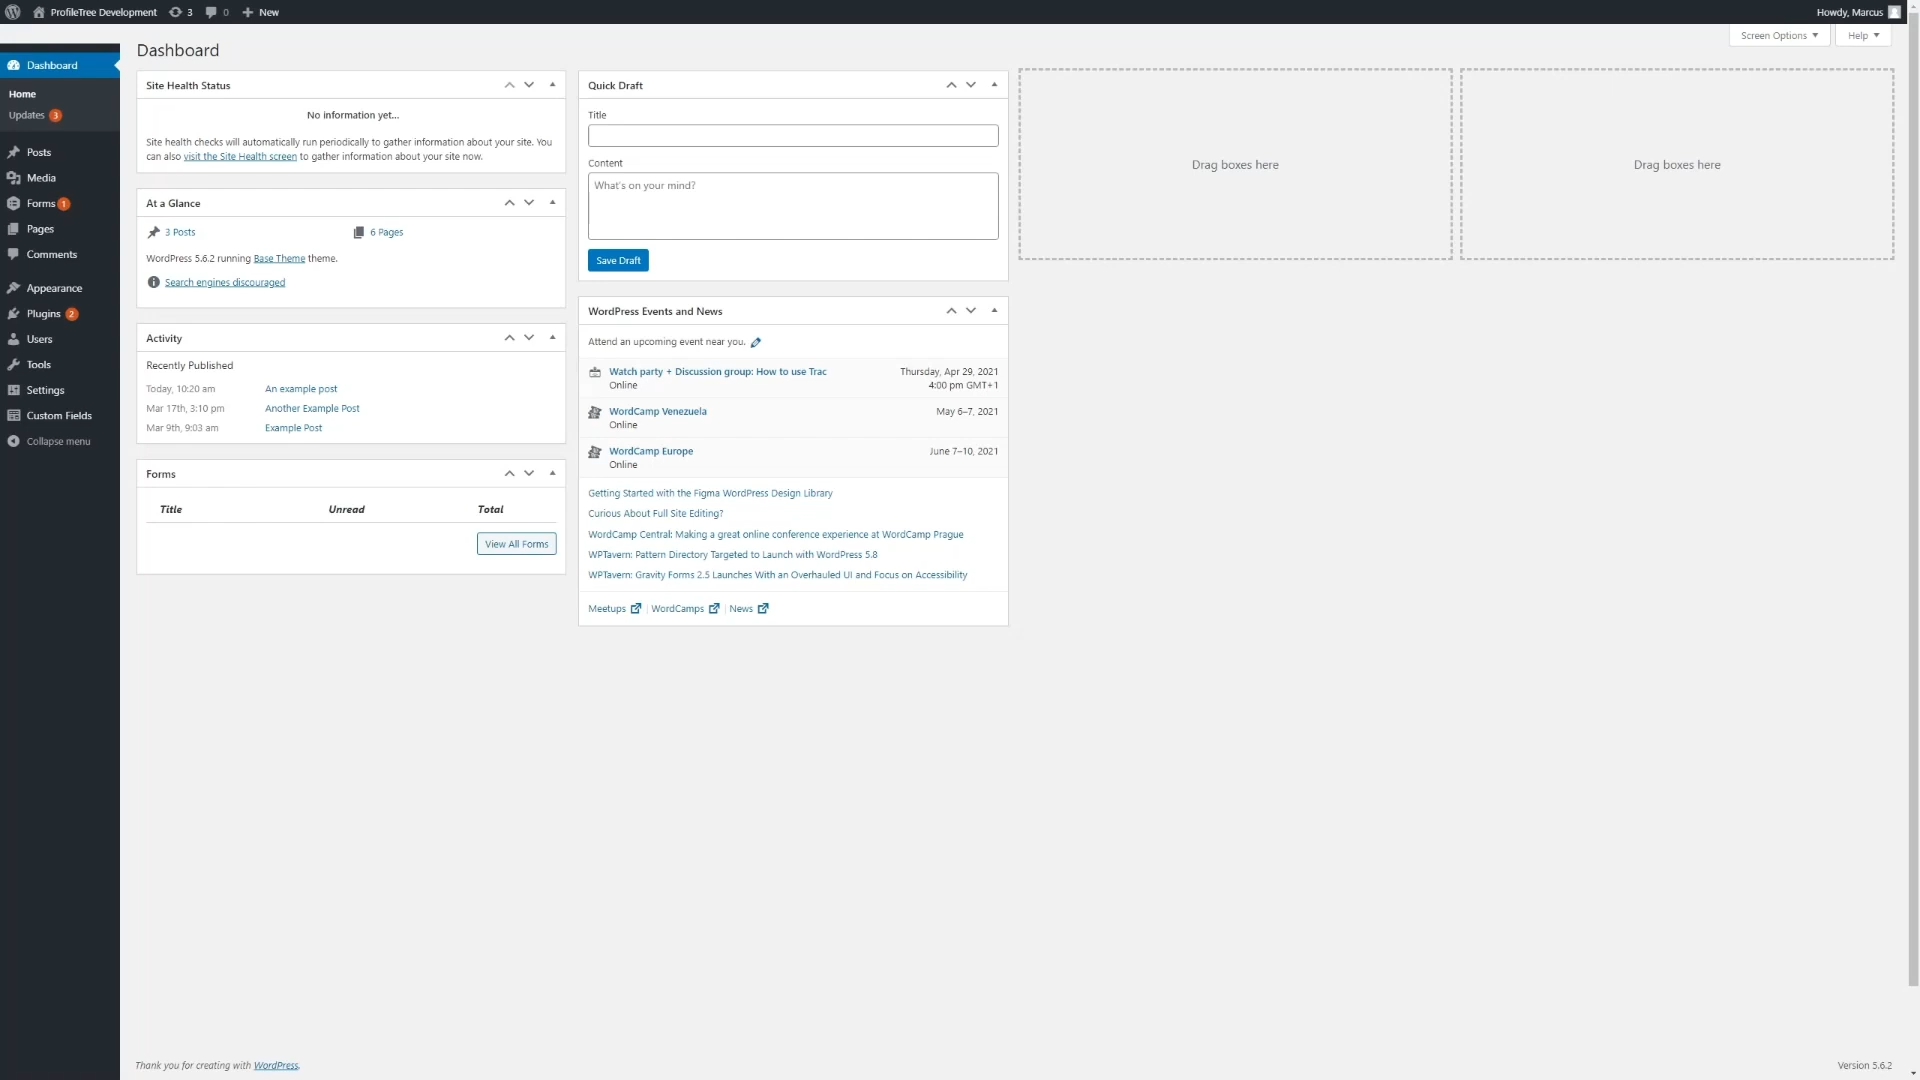 ProfileTree Development 3 0 New
Howdy, Marcus
Screen Options Help
Dashboard
Home
Updates 3
Posts
Media
Forms 1
Pages
Comments
Appearance
Plugins 2
Users
Tools
Settings
Custom Fields
Collapse menu
Dashboard
Site Health Status
No information yet...
Site health checks will automatically run periodically to gather information about your site. You
can also visit the Site Health screen to gather information about your site now.
At a Glance
3 Posts 6 Pages
WordPress 5.6.2 running Base Theme theme.
Search engines discouraged
Activity
Recently Published
Today, 10:20 am An example post
Mar 17th, 3:10 pm Another Example Post
Mar 9th, 9:03 am Example Post
Forms
Title Unread Total
View All Forms
Quick Draft
Title
Content
What's on your mind?
Save Draft
WordPress Events and News
Attend an upcoming event near you.
Watch party + Discussion group: How to use Trac Thursday, Apr 29, 2021
Online 4:00 pm GMT+1
WordCamp Venezuela May 6–7, 2021
Online
WordCamp Europe June 7–10, 2021
Online
Getting Started with the Figma WordPress Design Library
Curious About Full Site Editing?
WordCamp Central: Making a great online conference experience at WordCamp Prague
WPTavern: Pattern Directory Targeted to Launch with WordPress 5.8
WPTavern: Gravity Forms 2.5 Launches With an Overhauled UI and Focus on Accessibility
Meetups | WordCamps | News
Drag boxes here
Drag boxes here
Thank you for creating with WordPress.
Version 5.6.2